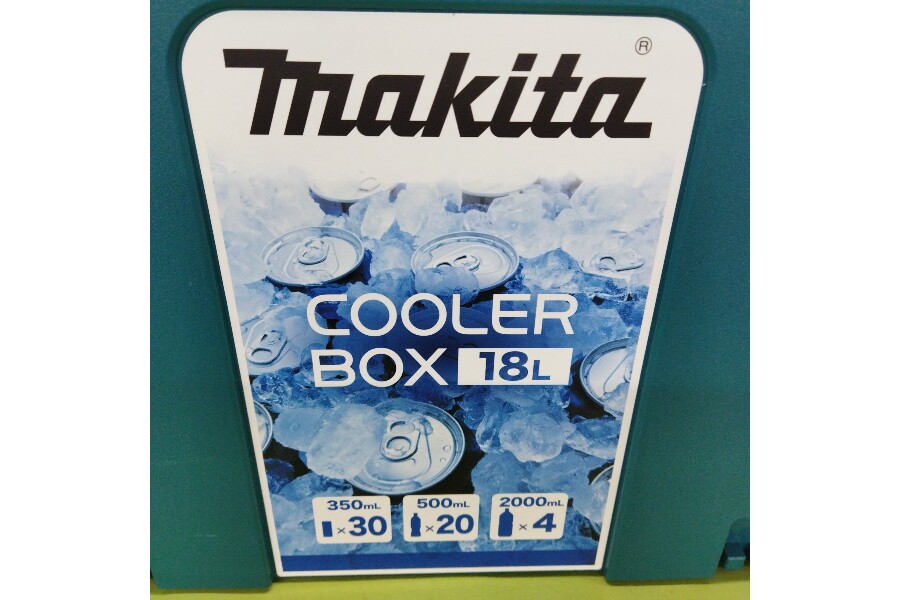 makita®
COOLER
BOX 18L
350mL 500mL 2000mL
×30 ×20 ×4